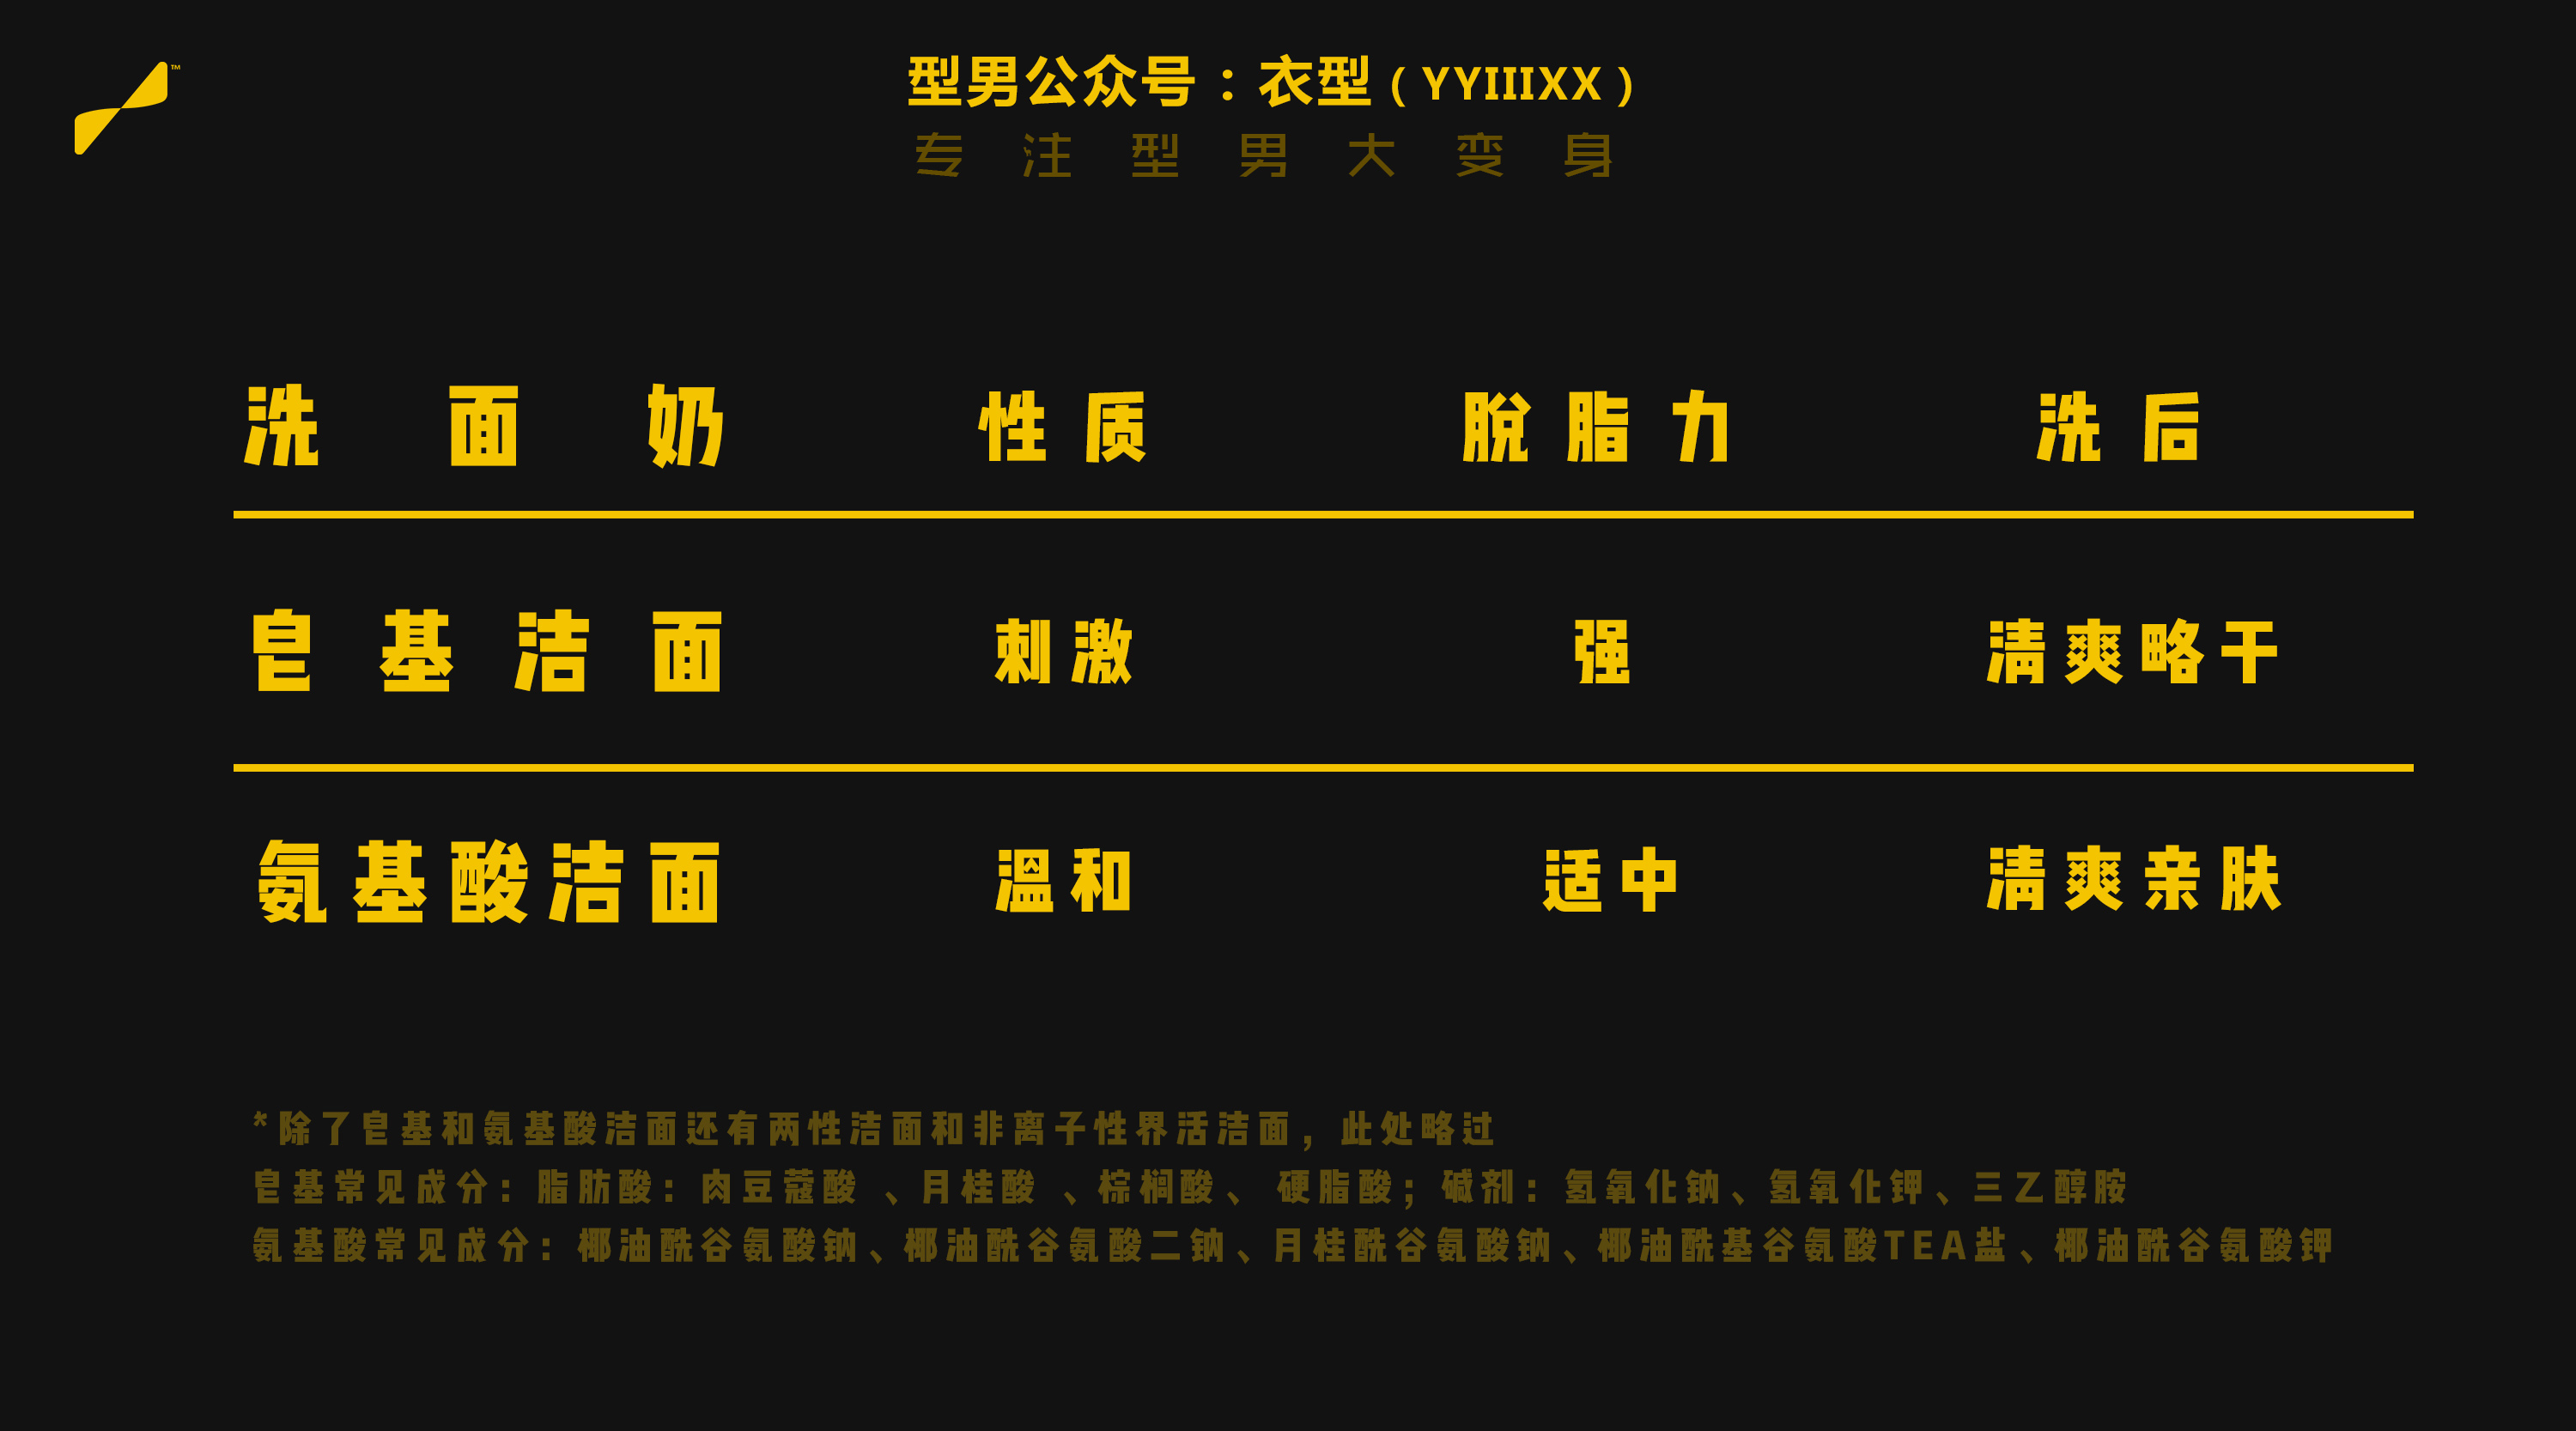 ™
型男公众号：衣型（YYIIIXX）
专注型男大变身
洗面奶 性质 脱脂力 洗后
皂基洁面 刺激 强 清爽略干
氨基酸洁面 温和 适中 清爽亲肤
*除了皂基和氨基酸洁面还有两性洁面和非离子性界活洁面，此处略过
皂基常见成分：脂肪酸：肉豆蔻酸 、月桂酸 、棕榈酸、 硬脂酸；碱剂：氢氧化钠、氢氧化钾、三乙醇胺
氨基酸常见成分：椰油酰谷氨酸钠、椰油酰谷氨酸二钠、月桂酰谷氨酸钠、椰油酰基谷氨酸TEA盐、椰油酰谷氨酸钾